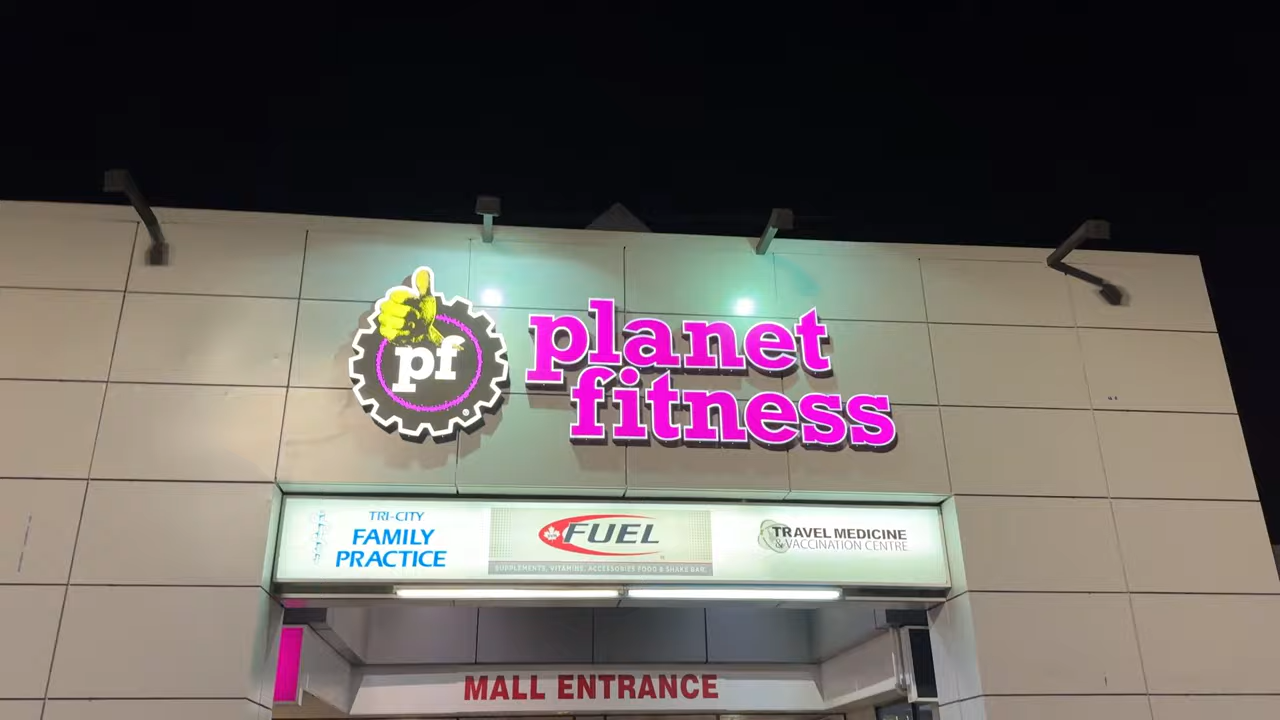 pf
planet
fitness
TRI-CITY
FAMILY
PRACTICE
FUEL
SUPPLEMENTS, VITAMINS, ACCESSORIES FOOD & SHAKE BAR
TRAVEL MEDICINE
& VACCINATION CENTRE
MALL ENTRANCE